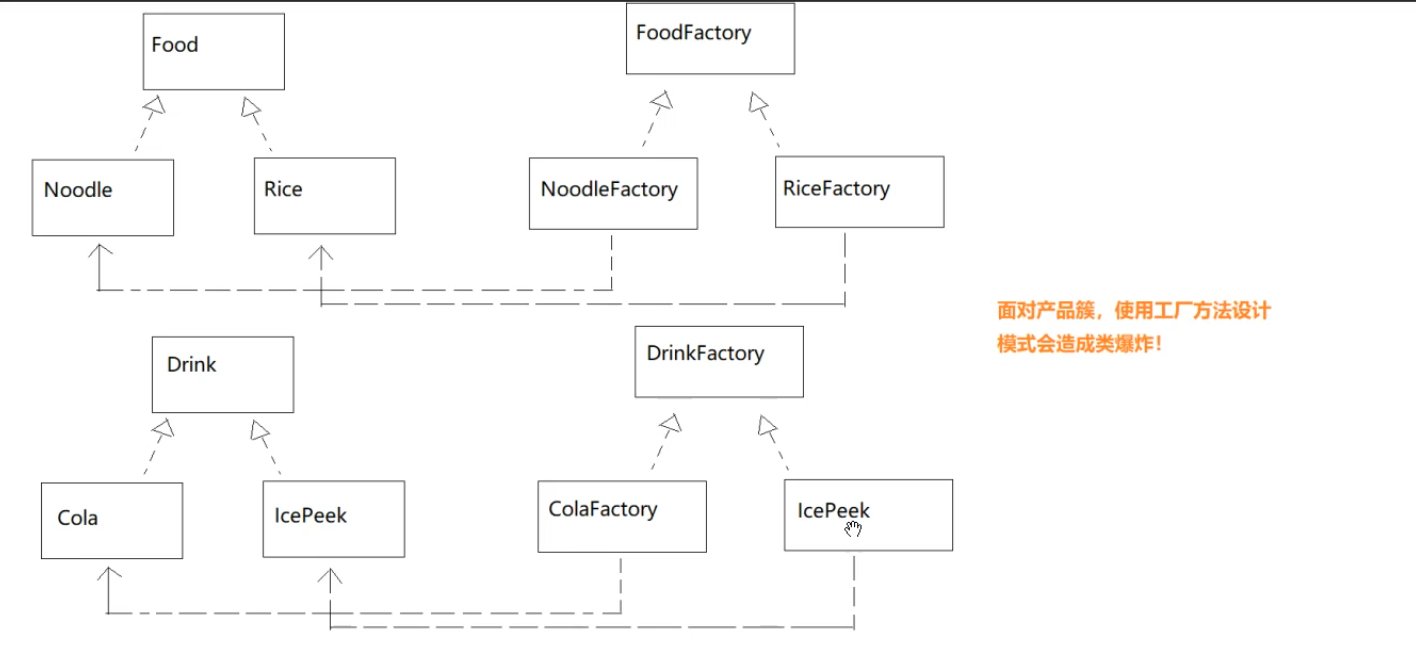 Food
FoodFactory
Noodle
Rice
NoodleFactory
RiceFactory
面对产品簇，使用工厂方法设计
模式会造成类爆炸！
Drink
DrinkFactory
Cola
IcePeek
ColaFactory
IcePeek